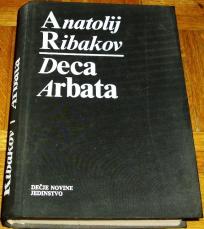 Anatolij
Ribakov
Deca
Arbata
DEČJE NOVINE
JEDINSTVO
Ribakov / Arbata